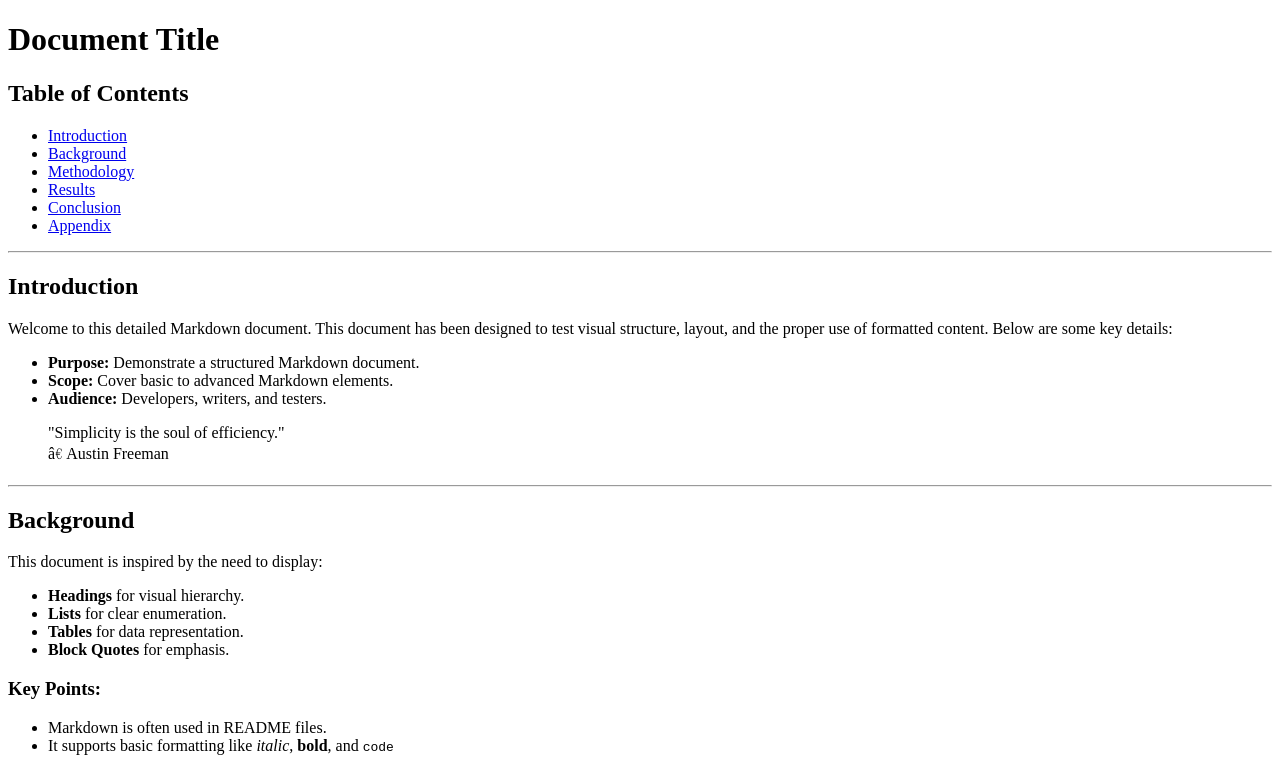 Document Title
Table of Contents
Introduction
Background
Methodology
Results
Conclusion
Appendix
Introduction
Welcome to this detailed Markdown document. This document has been designed to test visual structure, layout, and the proper use of formatted content. Below are some key details:
Purpose: Demonstrate a structured Markdown document.
Scope: Cover basic to advanced Markdown elements.
Audience: Developers, writers, and testers.
"Simplicity is the soul of efficiency."
â€ Austin Freeman
Background
This document is inspired by the need to display:
Headings for visual hierarchy.
Lists for clear enumeration.
Tables for data representation.
Block Quotes for emphasis.
Key Points:
Markdown is often used in README files.
It supports basic formatting like italic, bold, and code